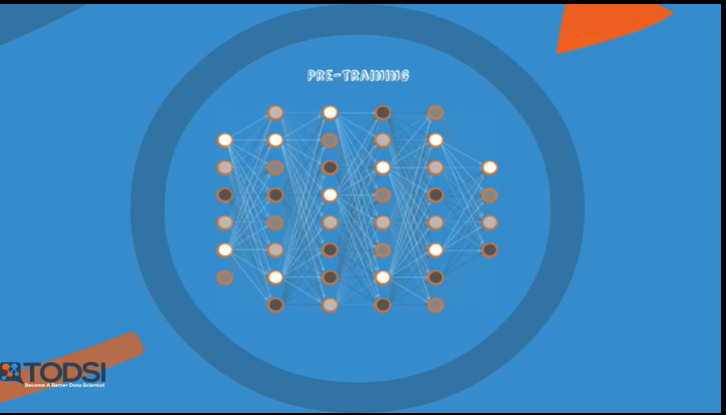 PRE-TRAINING
TODSI
Become A Better Data Scientist